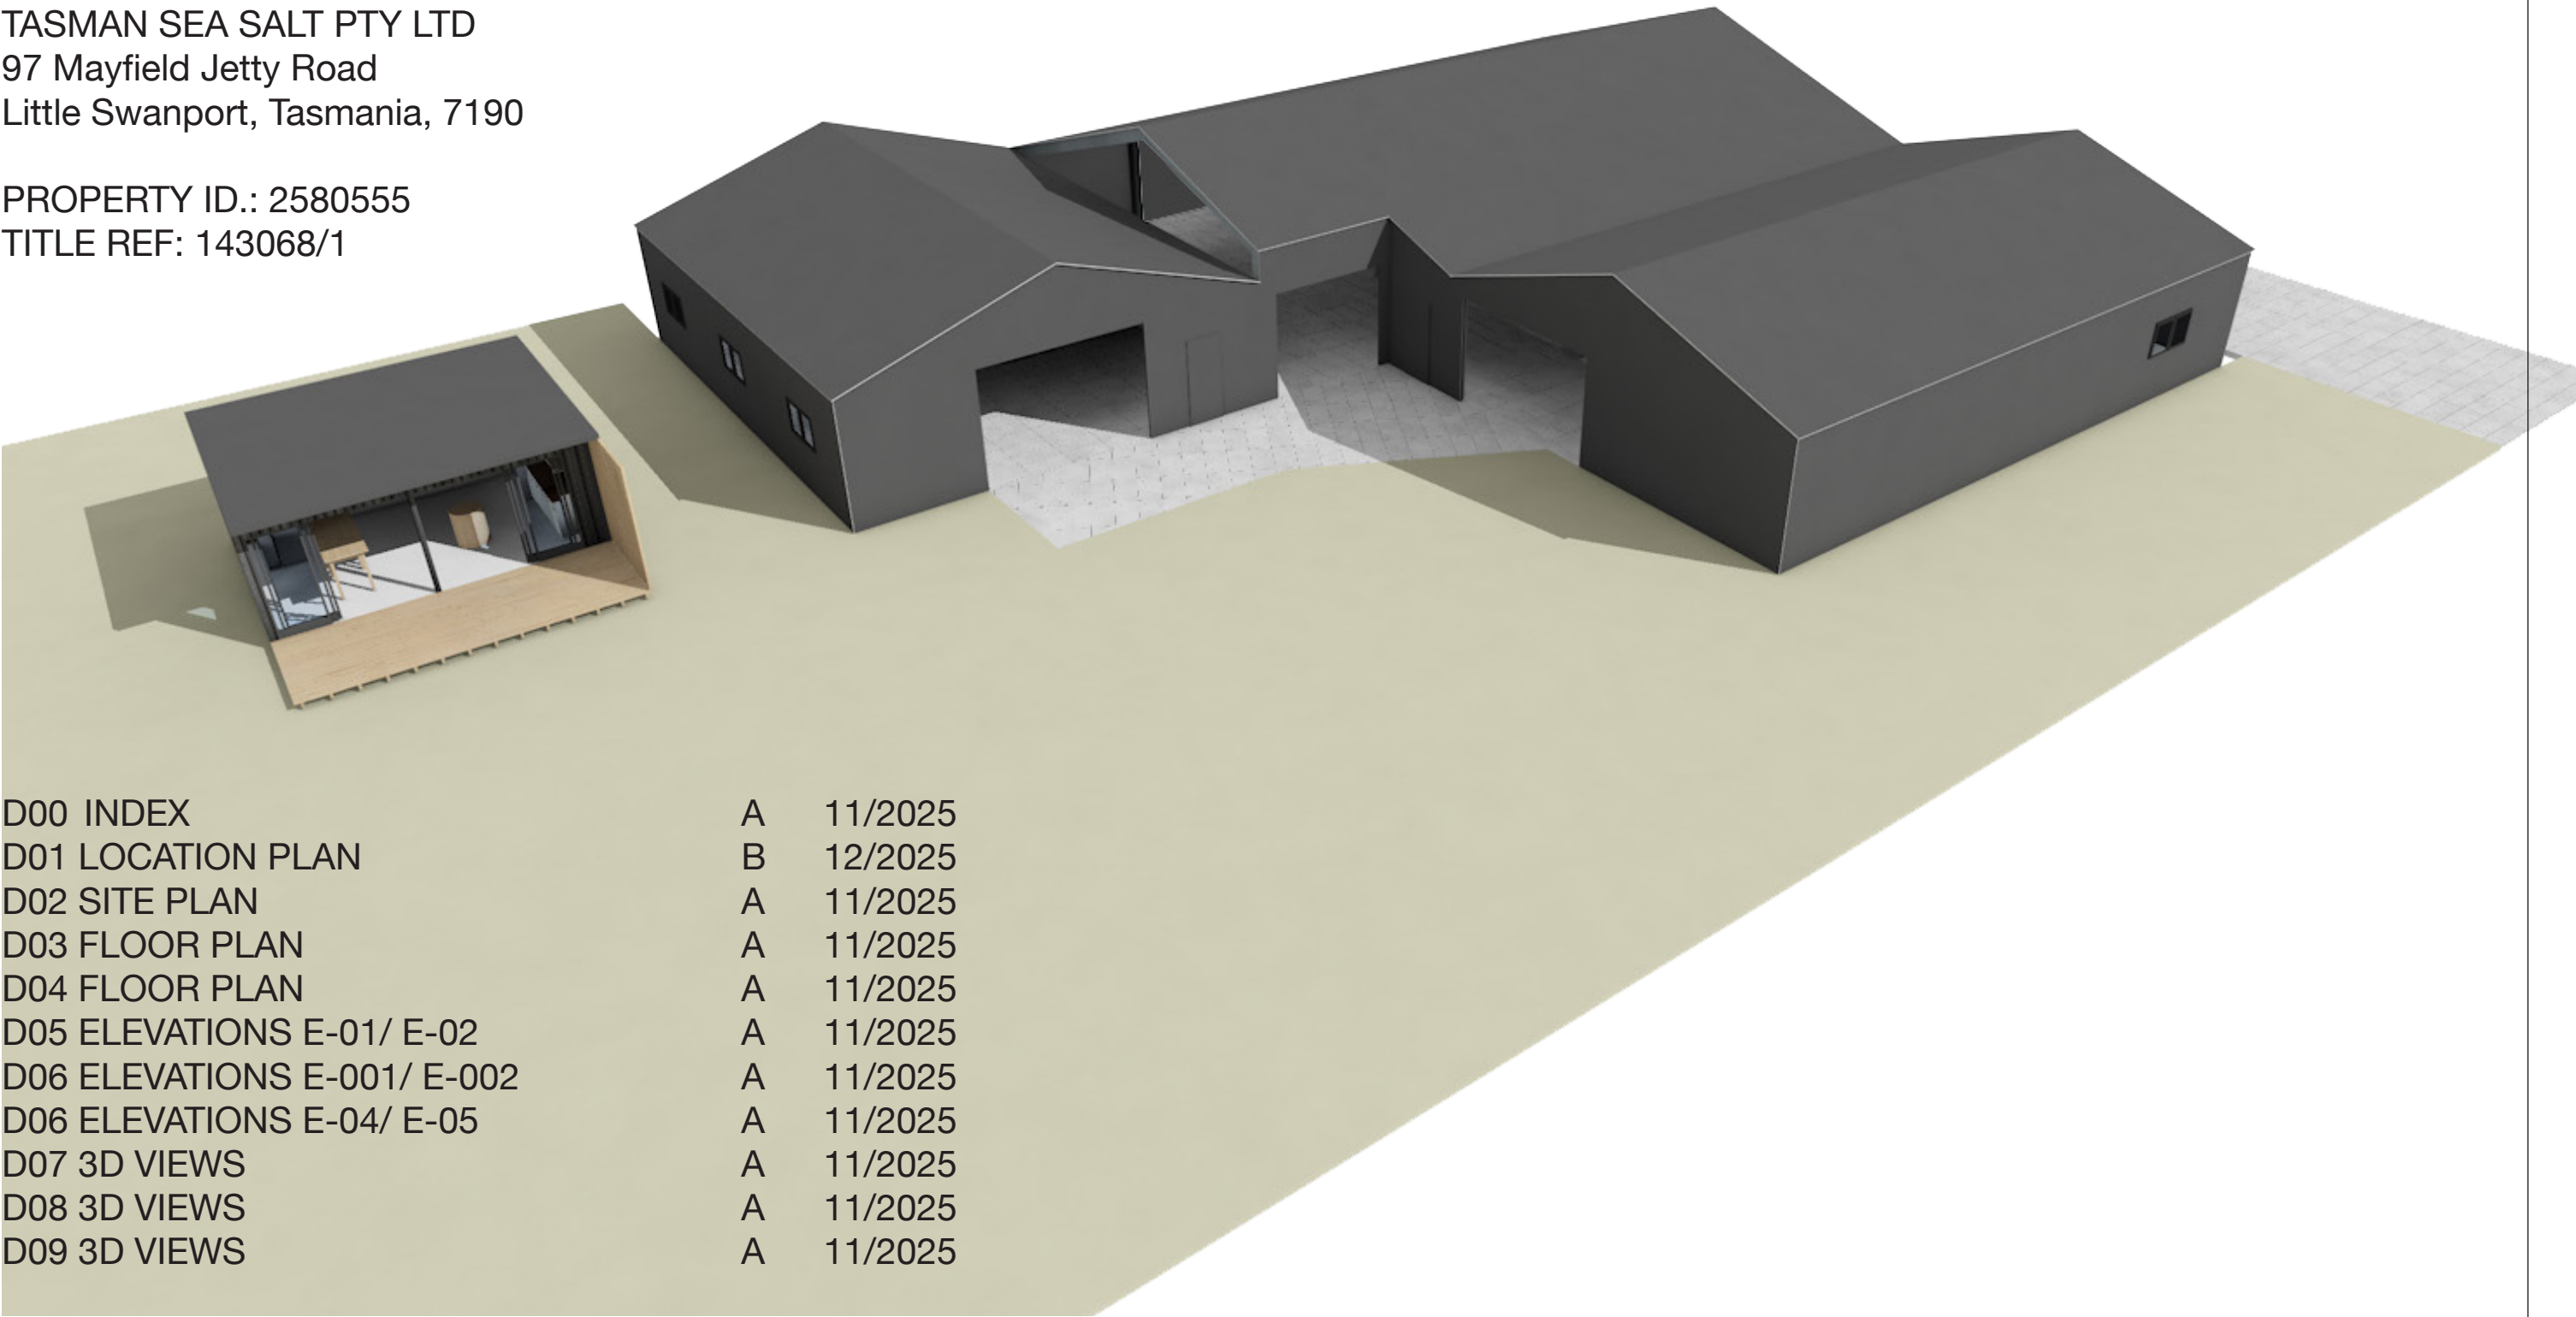 TASMAN SEA SALT PTY LTD
97 Mayfield Jetty Road
Little Swanport, Tasmania, 7190
PROPERTY ID.: 2580555
TITLE REF: 143068/1
D00 INDEX A 11/2025
D01 LOCATION PLAN B 12/2025
D02 SITE PLAN A 11/2025
D03 FLOOR PLAN A 11/2025
D04 FLOOR PLAN A 11/2025
D05 ELEVATIONS E-01/ E-02 A 11/2025
D06 ELEVATIONS E-001/ E-002 A 11/2025
D06 ELEVATIONS E-04/ E-05 A 11/2025
D07 3D VIEWS A 11/2025
D08 3D VIEWS A 11/2025
D09 3D VIEWS A 11/2025